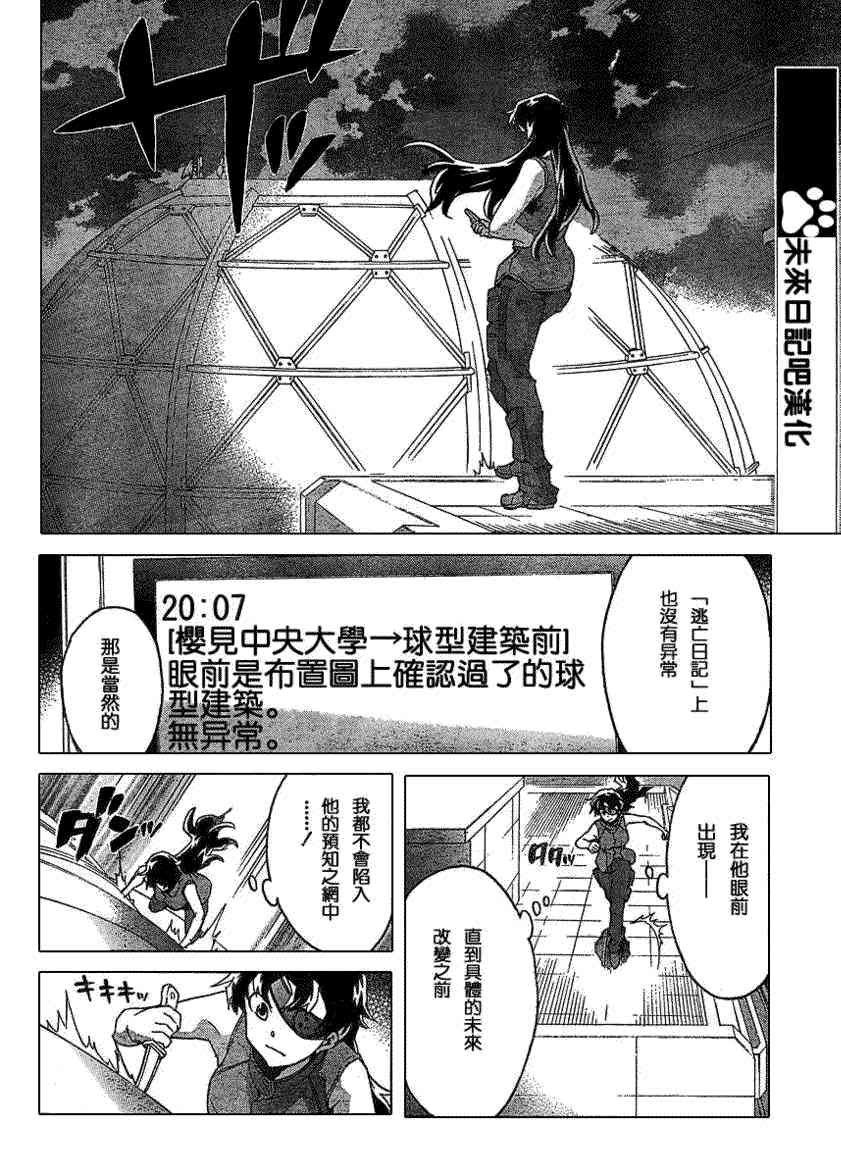 未來日記吧漢化
「逃亡日記」上
也沒有异常
20:07
[櫻見中央大學→球型建築前]
眼前是布置圖上確認過了的球
型建築。
無异常。
那是當然的
我在他眼前
出現——
タタッ
直到具體的未來
改變之前
我都不會陷入
他的預知之網中
……！
ダンッ
キキキッ